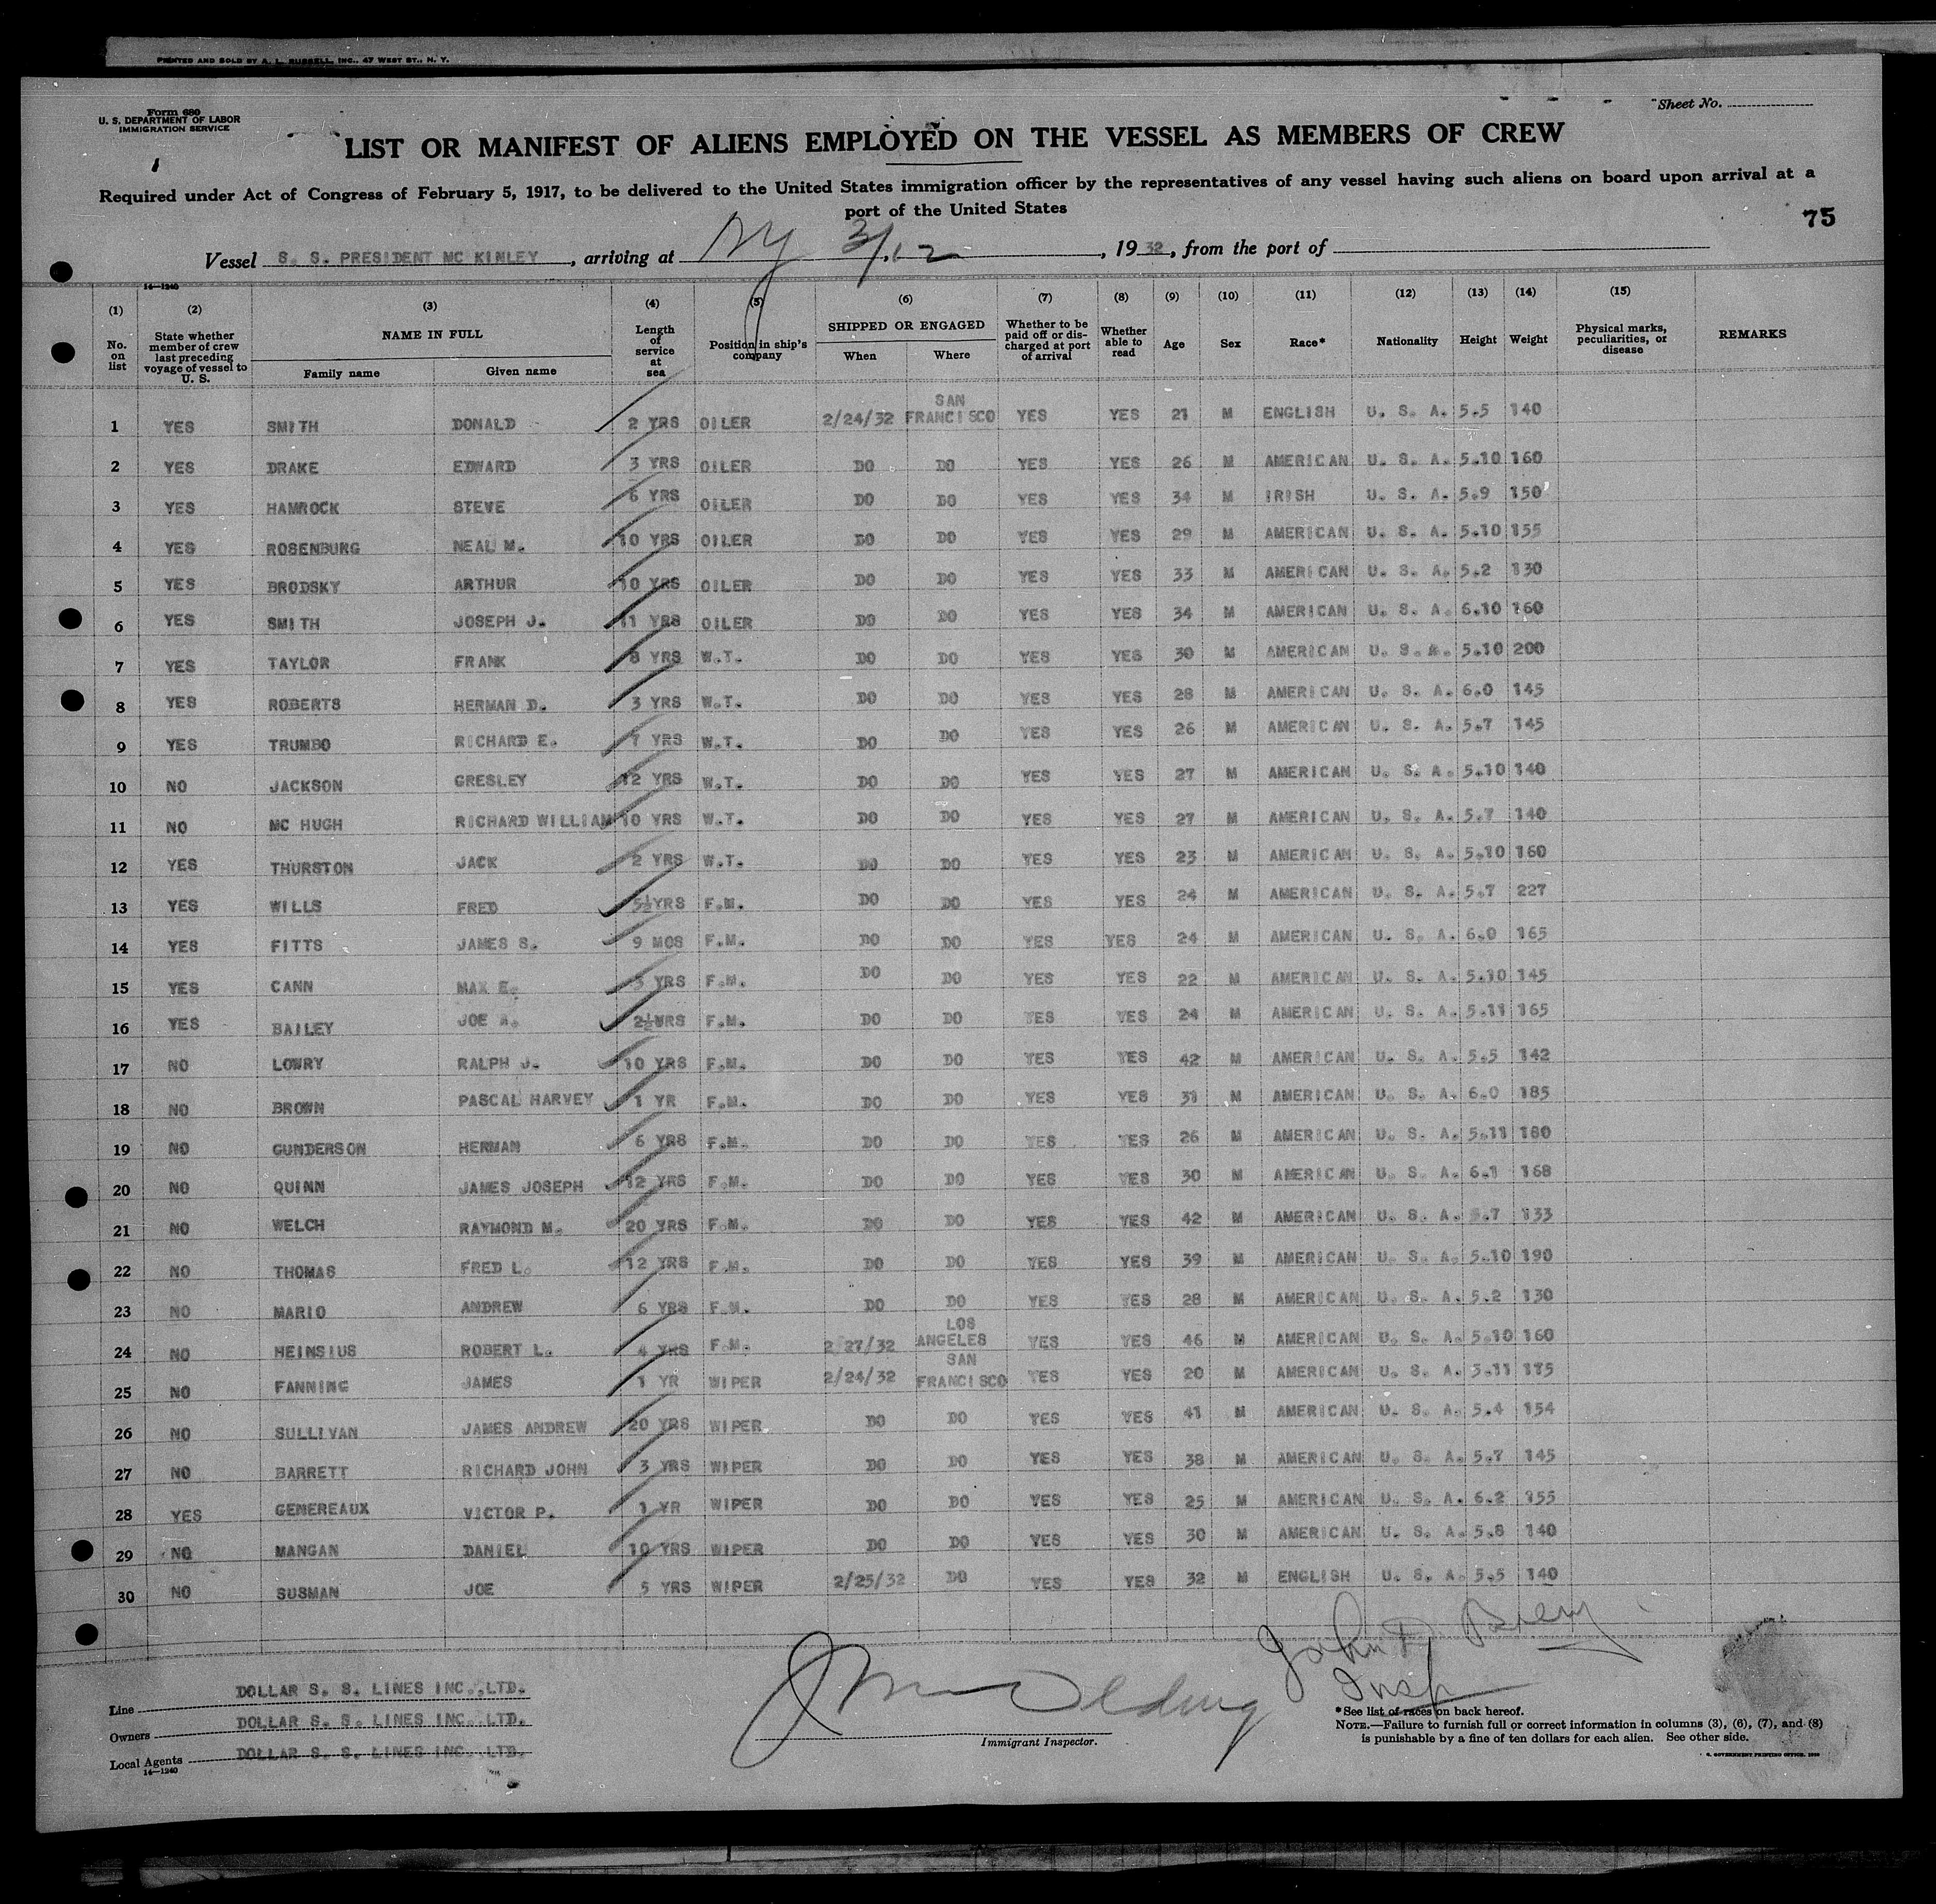 PRINTED AND SOLD BY A. L. RUSSELL, INC., 47 WEST ST., N. Y.
Form 680
U. S. DEPARTMENT OF LABOR
IMMIGRATION SERVICE
Sheet No.
LIST OR MANIFEST OF ALIENS EMPLOYED ON THE VESSEL AS MEMBERS OF CREW
Required under Act of Congress of February 5, 1917, to be delivered to the United States immigration officer by the representatives of any vessel having such aliens on board upon arrival at a
port of the United States
75
Vessel S. S. PRESIDENT MC KINLEY, arriving at NY 3/12, 1932, from the port of
14—1240
(1) (2) (3) (4) (5) (6) (7) (8) (9) (10) (11) (12) (13) (14) (15)
No. on list State whether member of crew last preceding voyage of vessel to U. S. NAME IN FULL Family name Given name Length of service at sea Position in ship's company SHIPPED OR ENGAGED When Where Whether to be paid off or discharged at port of arrival Whether able to read Age Sex Race* Nationality Height Weight Physical marks, peculiarities, or disease REMARKS
1 YES SMITH DONALD 2 YRS OILER 2/24/32 SAN FRANCISCO YES YES 21 M ENGLISH U. S. A. 5.5 140
2 YES DRAKE EDWARD 3 YRS OILER DO DO YES YES 26 M AMERICAN U. S. A. 5.10 160
3 YES HAMROCK STEVE 6 YRS OILER DO DO YES YES 34 M IRISH U. S. A. 5.9 150
4 YES ROSENBURG NEAL M. 10 YRS OILER DO DO YES YES 29 M AMERICAN U. S. A. 5.10 155
5 YES BRODSKY ARTHUR 10 YRS OILER DO DO YES YES 33 M AMERICAN U. S. A. 5.2 130
6 YES SMITH JOSEPH J. 11 YRS OILER DO DO YES YES 34 M AMERICAN U. S. A. 6.10 160
7 YES TAYLOR FRANK 8 YRS W.T. DO DO YES YES 30 M AMERICAN U. S. A. 5.10 200
8 YES ROBERTS HERMAN D. 3 YRS W.T. DO DO YES YES 28 M AMERICAN U. S. A. 6.0 145
9 YES TRUMBO RICHARD E. 7 YRS W.T. DO DO YES YES 26 M AMERICAN U. S. A. 5.7 145
10 NO JACKSON GRESLEY 12 YRS W.T. DO DO YES YES 27 M AMERICAN U. S. A. 5.10 140
11 NO MC HUGH RICHARD WILLIAM 10 YRS W.T. DO DO YES YES 27 M AMERICAN U. S. A. 5.7 140
12 YES THURSTON JACK 2 YRS W.T. DO DO YES YES 23 M AMERICAN U. S. A. 5.10 160
13 YES WILLS FRED 5½YRS F.M. DO DO YES YES 24 M AMERICAN U. S. A. 5.7 227
14 YES FITTS JAMES S. 9 MOS F.M. DO DO YES YES 24 M AMERICAN U. S. A. 6.0 165
15 YES CANN MAX E. 3 YRS F.M. DO DO YES YES 22 M AMERICAN U. S. A. 5.10 145
16 YES BAILEY JOE A. 2½YRS F.M. DO DO YES YES 24 M AMERICAN U. S. A. 5.11 165
17 NO LOWRY RALPH J. 10 YRS F.M. DO DO YES YES 42 M AMERICAN U. S. A. 5.5 142
18 NO BROWN PASCAL HARVEY 1 YR F.M. DO DO YES YES 31 M AMERICAN U. S. A. 6.0 185
19 NO GUNDERSON HERMAN 6 YRS F.M. DO DO YES YES 26 M AMERICAN U. S. A. 5.11 180
20 NO QUINN JAMES JOSEPH 12 YRS F.M. DO DO YES YES 30 M AMERICAN U. S. A. 6.1 168
21 NO WELCH RAYMOND M. 20 YRS F.M. DO DO YES YES 42 M AMERICAN U. S. A. 5.7 133
22 NO THOMAS FRED L. 12 YRS F.M. DO DO YES YES 39 M AMERICAN U. S. A. 5.10 190
23 NO MARIO ANDREW 6 YRS F.M. DO DO YES YES 28 M AMERICAN U. S. A. 5.2 130
24 NO HEINSIUS ROBERT L. 4 YRS F.M. 2/27/32 LOS ANGELES YES YES 46 M AMERICAN U. S. A. 5.10 160
25 NO FANNING JAMES 1 YR WIPER 2/24/32 SAN FRANCISCO YES YES 20 M AMERICAN U. S. A. 5.11 175
26 NO SULLIVAN JAMES ANDREW 20 YRS WIPER DO DO YES YES 41 M AMERICAN U. S. A. 5.4 154
27 NO BARRETT RICHARD JOHN 3 YRS WIPER DO DO YES YES 38 M AMERICAN U. S. A. 5.7 145
28 YES GENEREAUX VICTOR P. 1 YR WIPER DO DO YES YES 25 M AMERICAN U. S. A. 6.2 155
29 NO MANGAN DANIEL 10 YRS WIPER DO DO YES YES 30 M AMERICAN U. S. A. 5.8 140
30 NO SUSMAN JOE 5 YRS WIPER 2/25/32 DO YES YES 32 M ENGLISH U. S. A. 5.5 140
John
Insp
Line DOLLAR S. S. LINES INC., LTD.
Owners DOLLAR S. S. LINES INC. LTD.
Local Agents DOLLAR S. S. LINES INC. LTD.
14—1240
Immigrant Inspector.
*See list of races on back hereof.
NOTE.—Failure to furnish full or correct information in columns (3), (6), (7), and (8)
is punishable by a fine of ten dollars for each alien. See other side.